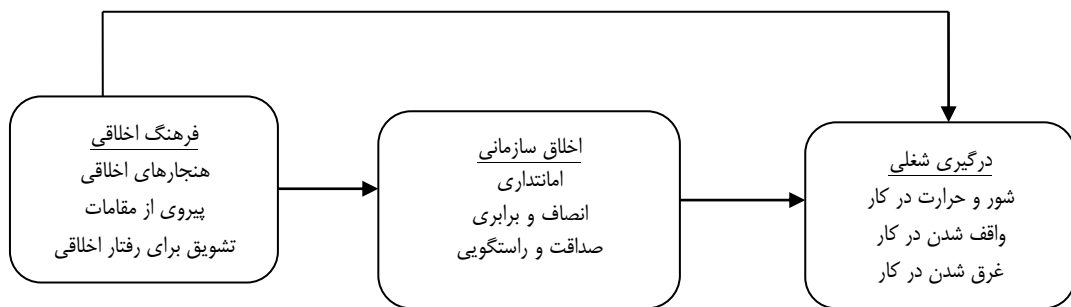 فرهنگ اخلاقی
هنجارهای اخلاقی
پیروی از مقامات
تشویق برای رفتار اخلاقی
اخلاق سازمانی
امانتداری
انصاف و برابری
صداقت و راستگویی
درگیری شغلی
شور و حرارت در کار
واقف شدن در کار
غرق شدن در کار